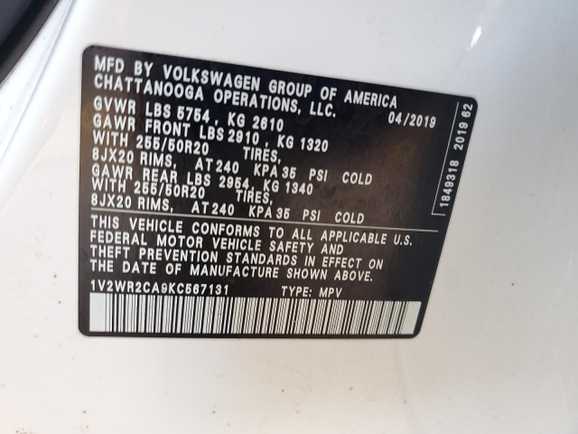 MFD BY VOLKSWAGEN GROUP OF AMERICA
CHATTANOOGA OPERATIONS, LLC.
04/2019
GVWR LBS 5754, KG 2610
GAWR FRONT LBS 2910, KG 1320
WITH 255/50R20 TIRES,
8JX20 RIMS, AT 240 KPA 35 PSI COLD
GAWR REAR LBS 2954, KG 1340
WITH 255/50R20 TIRES,
8JX20 RIMS, AT 240 KPA 35 PSI COLD
THIS VEHICLE CONFORMS TO ALL APPLICABLE U.S.
FEDERAL MOTOR VEHICLE SAFETY AND
THEFT PREVENTION STANDARDS IN EFFECT ON
THE DATE OF MANUFACTURE SHOWN ABOVE.
1V2WR2CA9KC567131 TYPE: MPV
1849318 2019 62